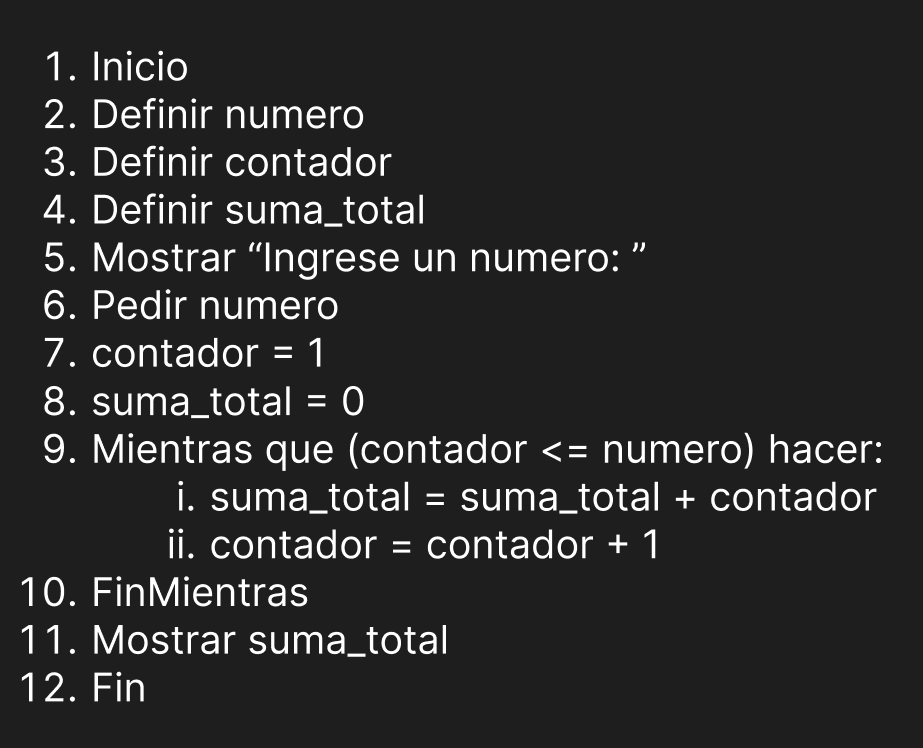 1. Inicio
2. Definir numero
3. Definir contador
4. Definir suma_total
5. Mostrar “Ingrese un numero: ”
6. Pedir numero
7. contador = 1
8. suma_total = 0
9. Mientras que (contador <= numero) hacer:
i. suma_total = suma_total + contador
ii. contador = contador + 1
10. FinMientras
11. Mostrar suma_total
12. Fin